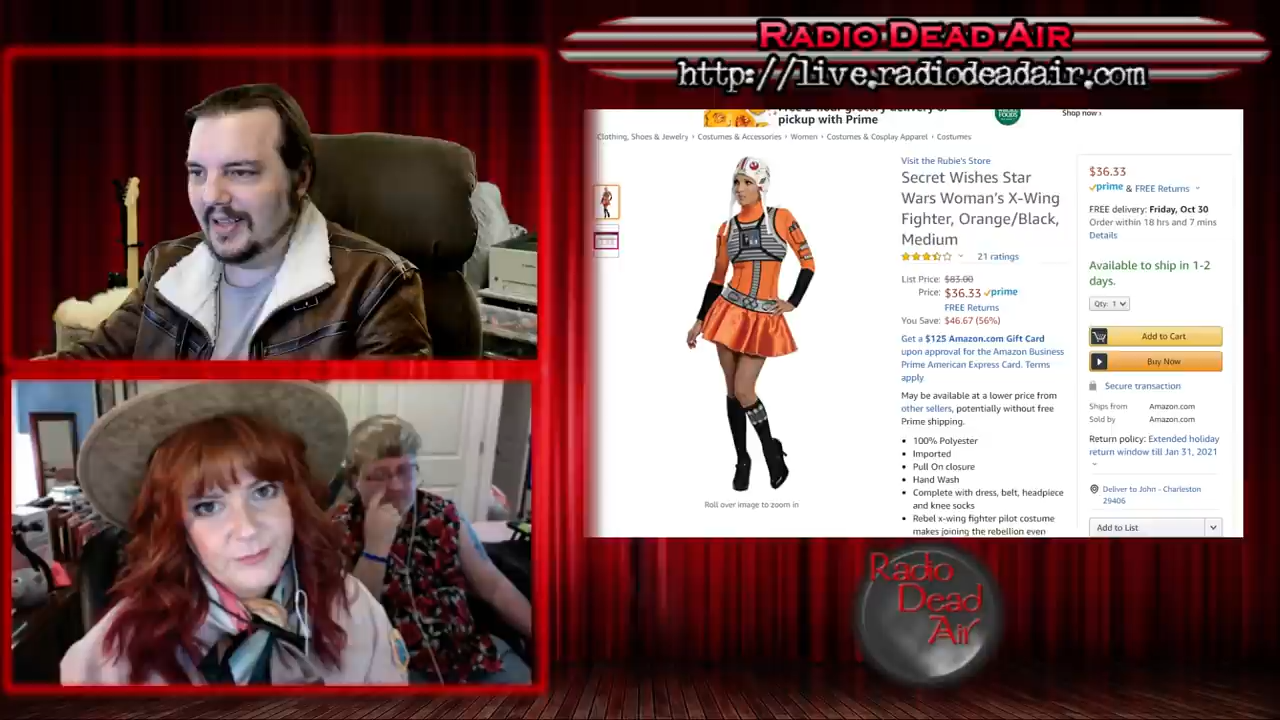 RADIO DEAD AIR
http://live.radiodeadair.com
Free 2-hour grocery delivery or
pickup with Prime
Shop now ›
Clothing, Shoes & Jewelry › Costumes & Accessories › Women › Costumes & Cosplay Apparel › Costumes
Roll over image to zoom in
Visit the Rubie's Store
Secret Wishes Star
Wars Woman's X-Wing
Fighter, Orange/Black,
Medium
21 ratings
List Price: $83.00
Price: $36.33 prime
FREE Returns
You Save: $46.67 (56%)
Get a $125 Amazon.com Gift Card
upon approval for the Amazon Business
Prime American Express Card. Terms
apply
May be available at a lower price from
other sellers, potentially without free
Prime shipping.
• 100% Polyester
• Imported
• Pull On closure
• Hand Wash
• Complete with dress, belt, headpiece
and knee socks
• Rebel x-wing fighter pilot costume
makes joining the rebellion even
$36.33
prime & FREE Returns
FREE delivery: Friday, Oct 30
Order within 18 hrs and 7 mins
Details
Available to ship in 1-2
days.
Qty: 1
Add to Cart
Buy Now
Secure transaction
Ships from Amazon.com
Sold by Amazon.com
Return policy: Extended holiday
return window till Jan 31, 2021
Deliver to John - Charleston
29406
Add to List
Radio
Dead
Air